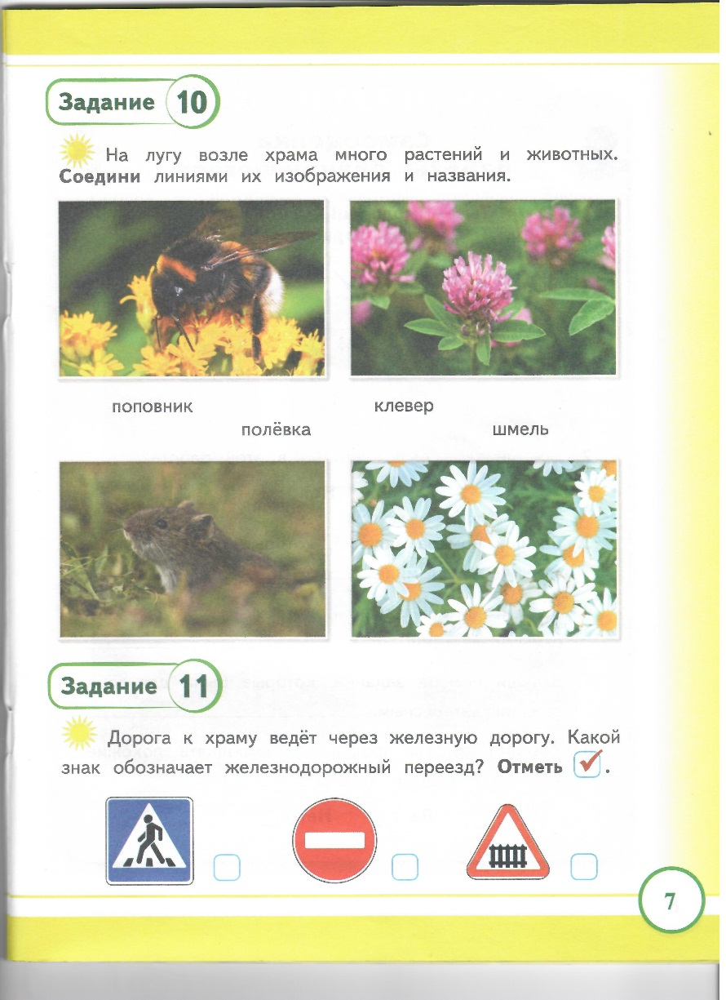 Задание 10
На лугу возле храма много растений и животных.
Соедини линиями их изображения и названия.
поповник клевер
полёвка шмель
Задание 11
Дорога к храму ведёт через железную дорогу. Какой
знак обозначает железнодорожный переезд? Отметь .
7